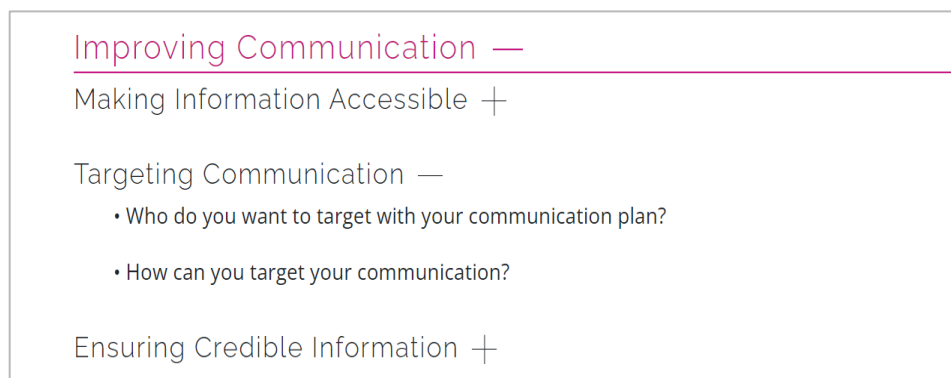 Improving Communication —
Making Information Accessible +
Targeting Communication —
• Who do you want to target with your communication plan?
• How can you target your communication?
Ensuring Credible Information +